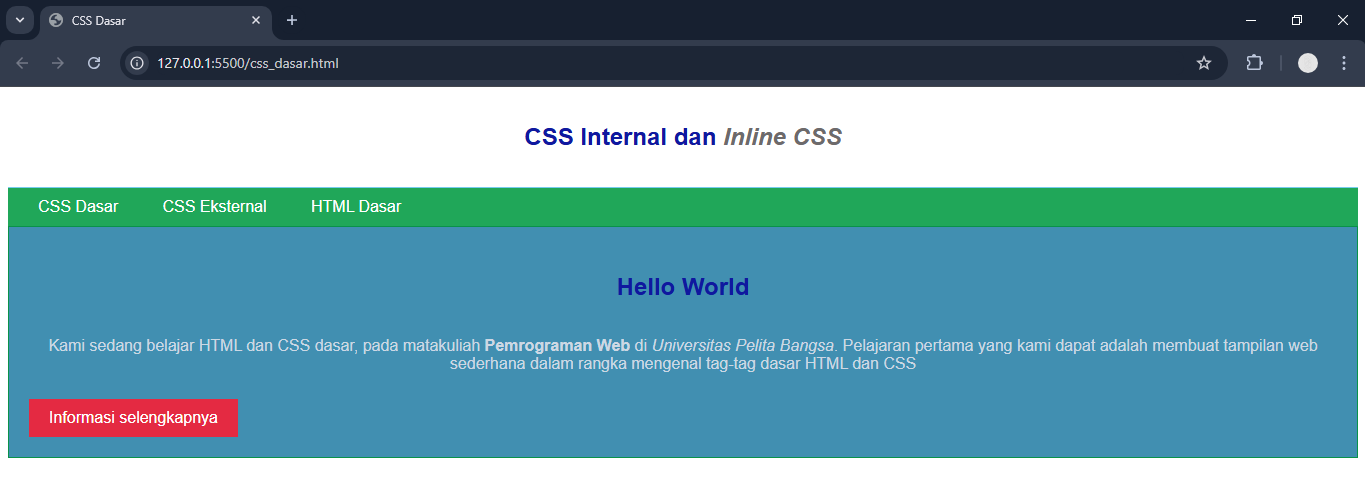 CSS Dasar
127.0.0.1:5500/css_dasar.html
CSS Internal dan Inline CSS
CSS Dasar CSS Eksternal HTML Dasar
Hello World
Kami sedang belajar HTML dan CSS dasar, pada matakuliah Pemrograman Web di Universitas Pelita Bangsa. Pelajaran pertama yang kami dapat adalah membuat tampilan web
sederhana dalam rangka mengenal tag-tag dasar HTML dan CSS
Informasi selengkapnya